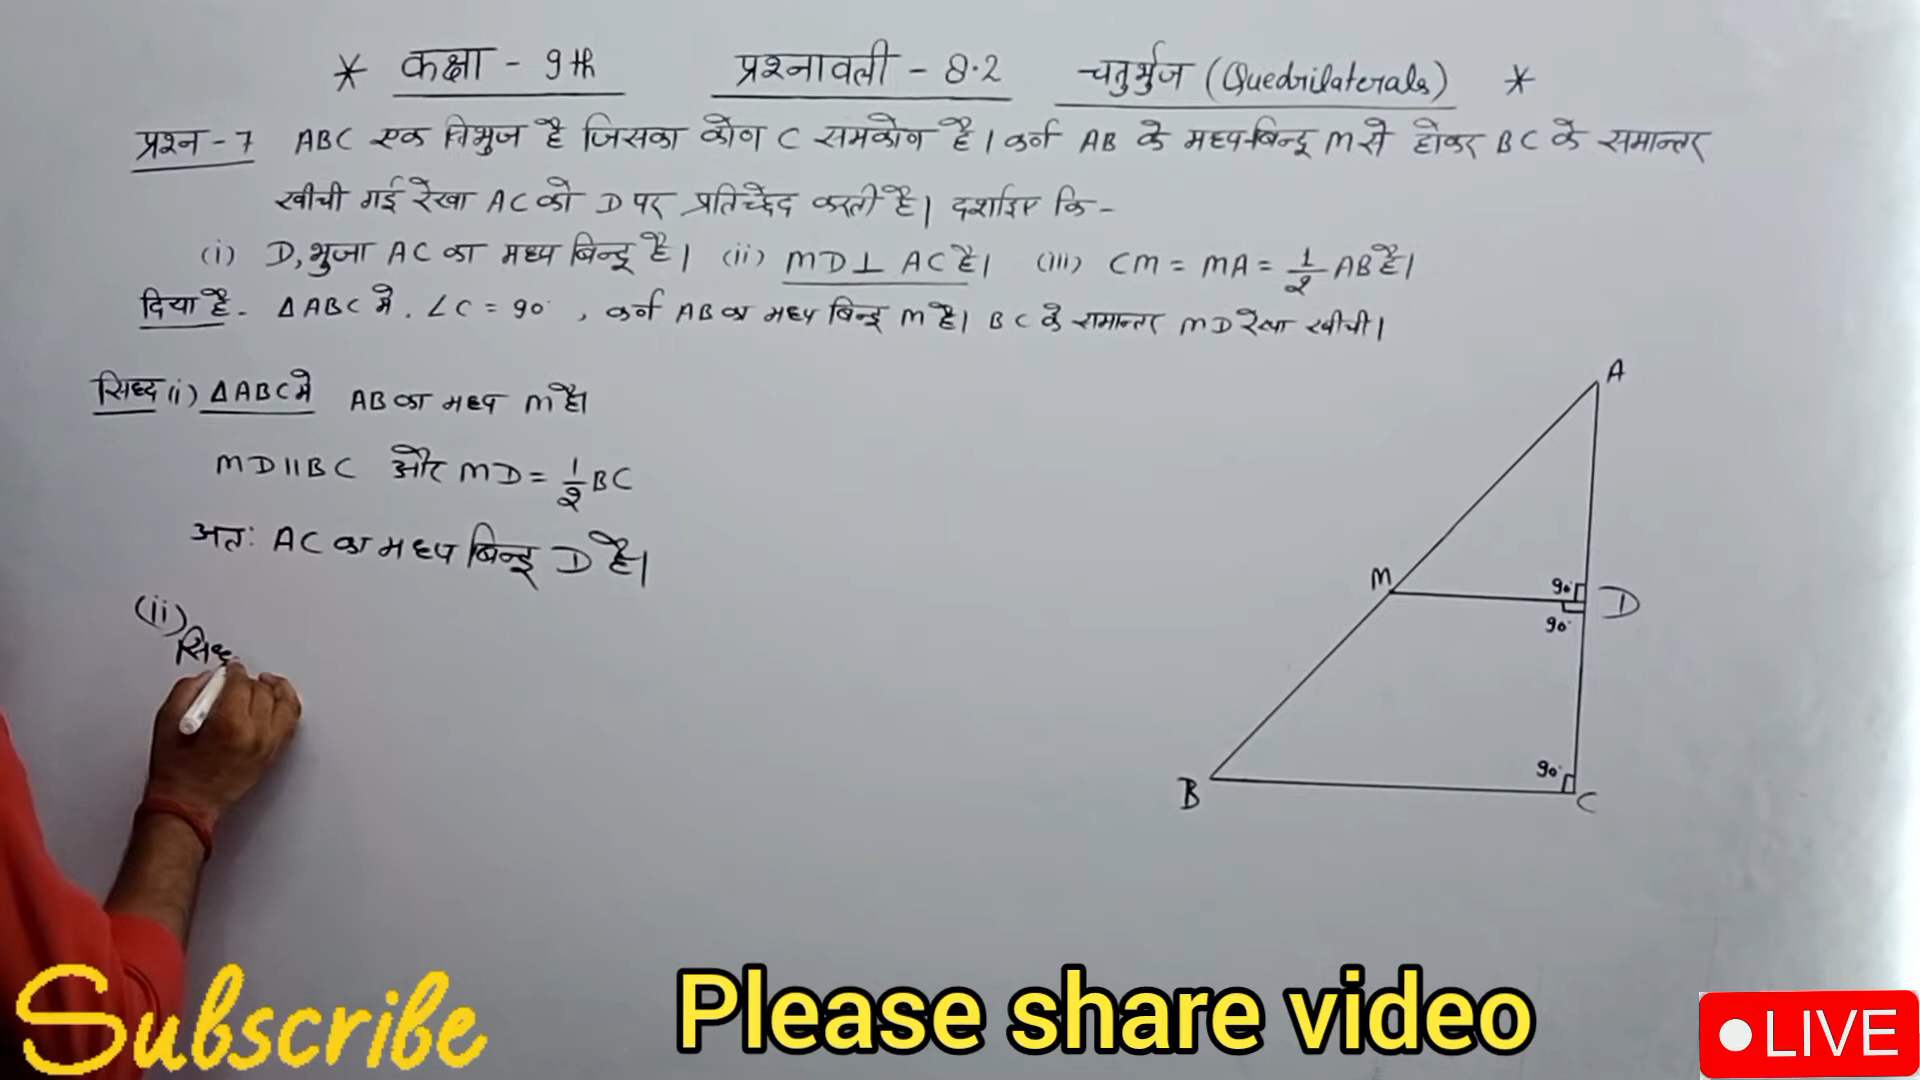 * कक्षा - 9th प्रश्नावली - 8.2 चतुर्भुज (Quedrilaterals) *
प्रश्न - 7 ABC एक त्रिभुज है जिसका कोण C समकोण है। कर्ण AB के मध्य-बिन्दू M से होकर BC के समान्तर
खीची गई रेखा AC को D पर प्रतिच्छेद करती है। दर्शाइए कि -
(i) D, भुजा AC का मध्य बिन्दू है। (ii) MD ⊥ AC है। (iii) CM = MA = 1/2 AB है।
दिया है - Δ ABC मे, ∠C = 90°, कर्ण AB का मध्य बिन्दू M है। BC के समान्तर MD रेखा खीची।
सिध्द (i) Δ ABC मे AB का मध्य M है।
MD || BC और MD = 1/2 BC
अतः AC का मध्य बिन्दू D है।
(ii)
सिध्
A
M 90° D
90°
90°
B C
Subscribe
Please share video
LIVE